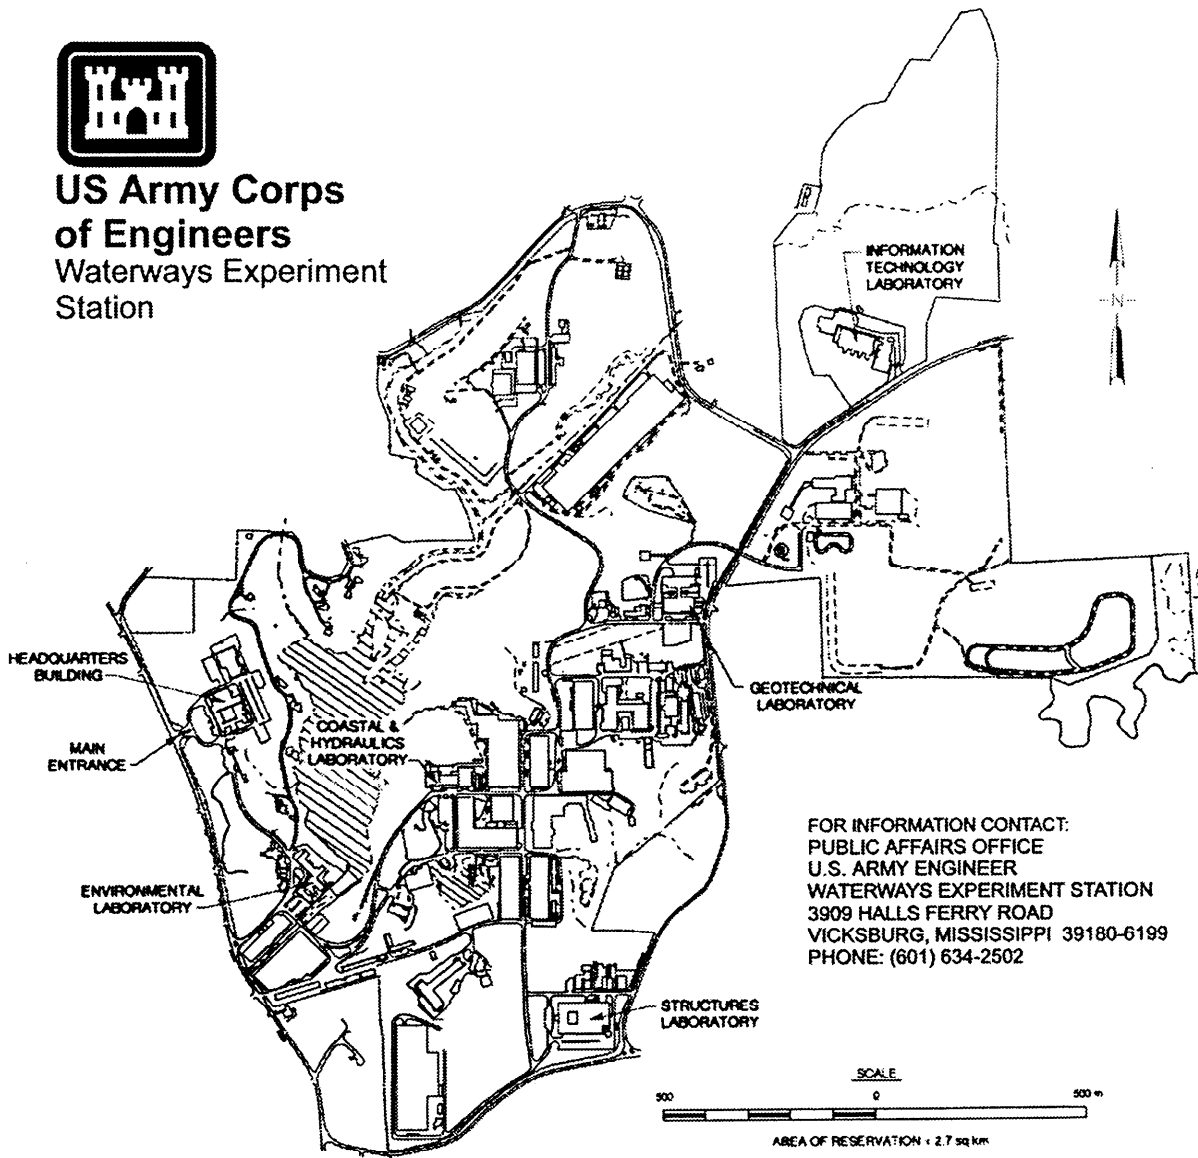 US Army Corps
of Engineers
Waterways Experiment
Station
INFORMATION
TECHNOLOGY
LABORATORY
N
HEADQUARTERS
BUILDING
MAIN
ENTRANCE
COASTAL &
HYDRAULICS
LABORATORY
GEOTECHNICAL
LABORATORY
ENVIRONMENTAL
LABORATORY
STRUCTURES
LABORATORY
FOR INFORMATION CONTACT:
PUBLIC AFFAIRS OFFICE
U.S. ARMY ENGINEER
WATERWAYS EXPERIMENT STATION
3909 HALLS FERRY ROAD
VICKSBURG, MISSISSIPPI 39180-6199
PHONE: (601) 634-2502
SCALE
500 0 500 m
AREA OF RESERVATION = 2.7 sq km